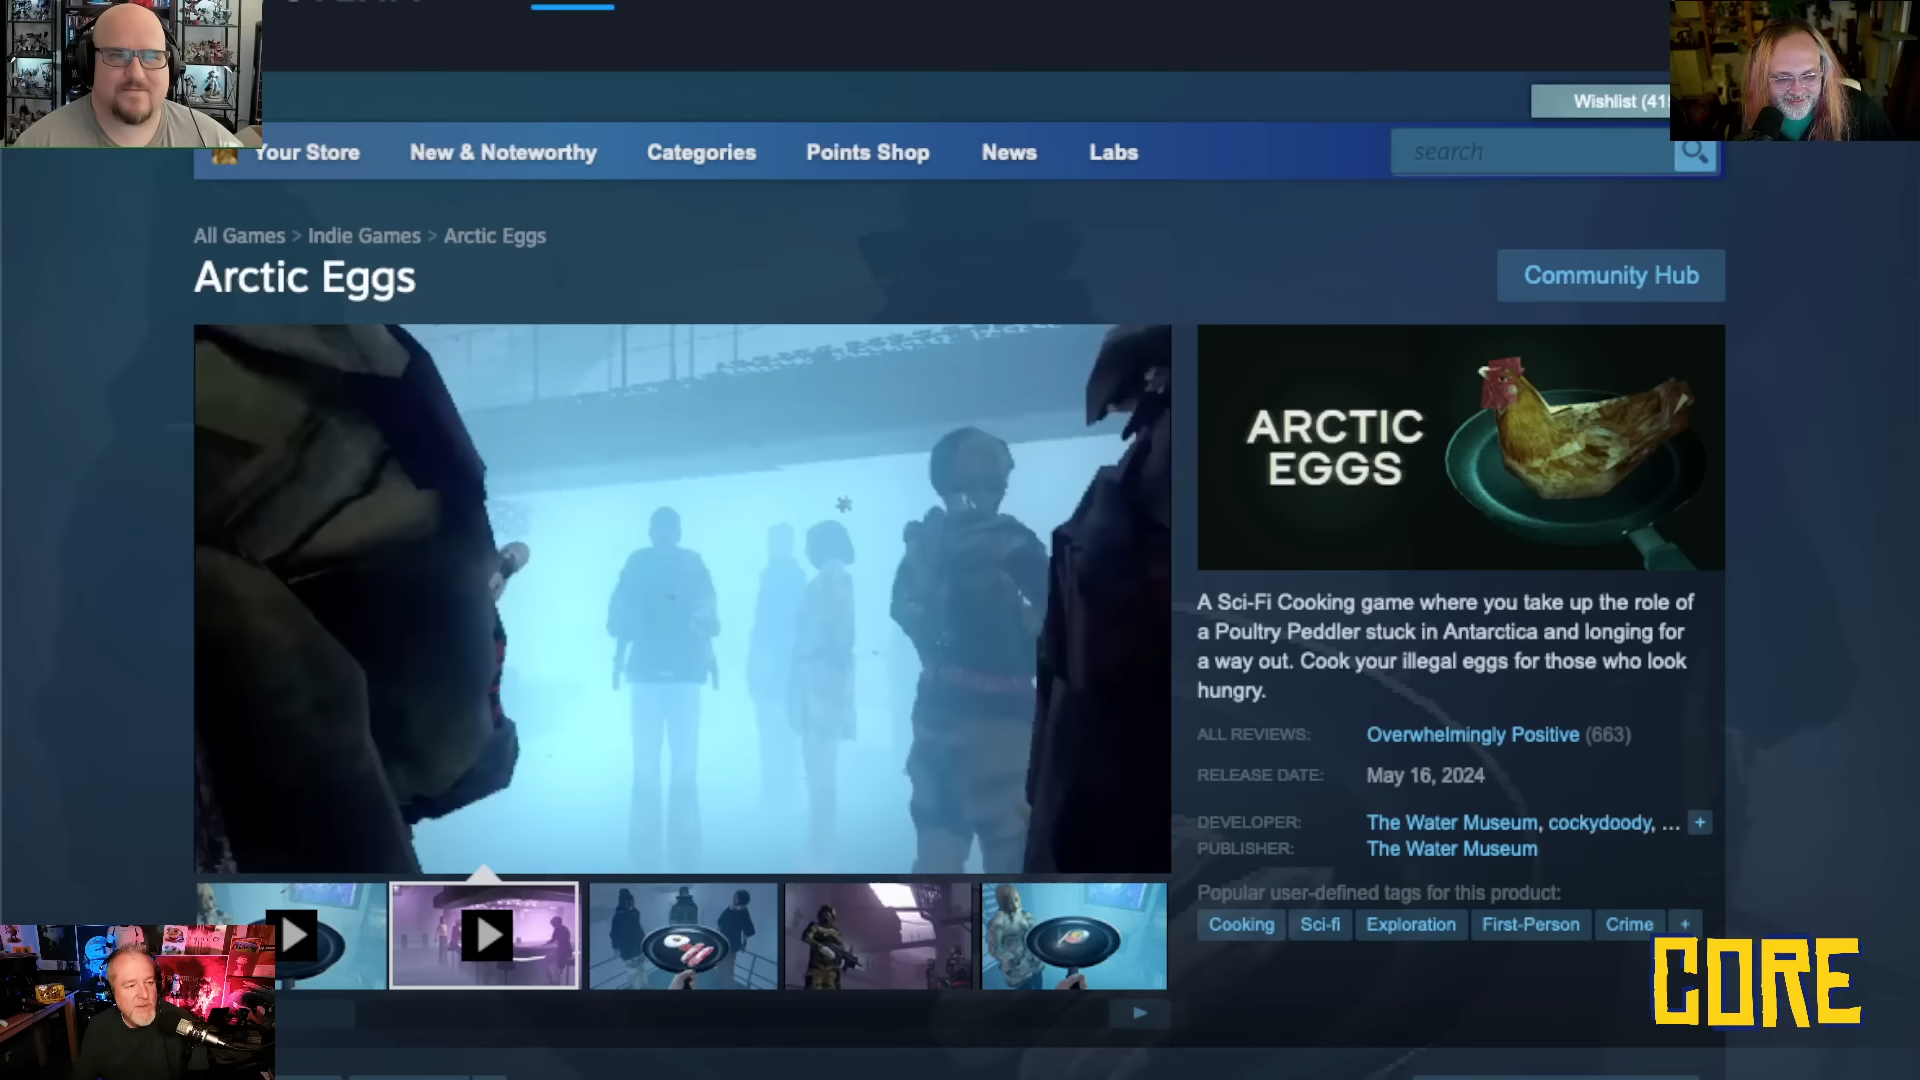 Wishlist (41
Your Store
New & Noteworthy
Categories
Points Shop
News
Labs
search
All Games > Indie Games > Arctic Eggs
Arctic Eggs
Community Hub
ARCTIC
EGGS
A Sci-Fi Cooking game where you take up the role of
a Poultry Peddler stuck in Antarctica and longing for
a way out. Cook your illegal eggs for those who look
hungry.
ALL REVIEWS: Overwhelmingly Positive (663)
RELEASE DATE: May 16, 2024
DEVELOPER: The Water Museum, cockydoody, ... +
PUBLISHER: The Water Museum
Popular user-defined tags for this product:
Cooking Sci-fi Exploration First-Person Crime +
CORE